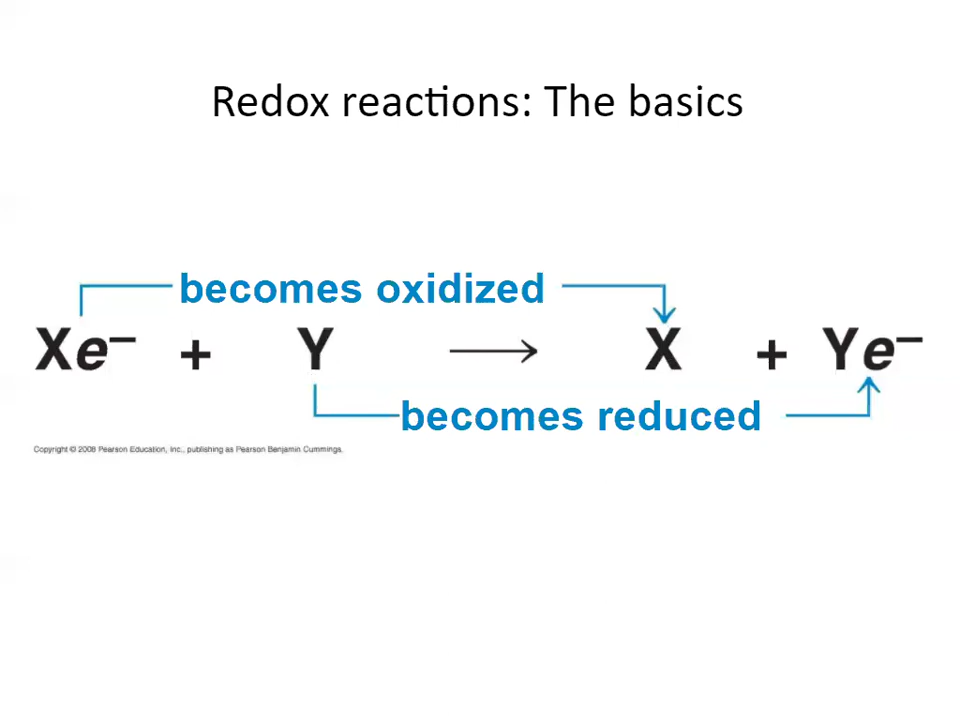 Redox reactions: The basics
becomes oxidized
Xe– + Y ⟶ X + Ye–
becomes reduced
Copyright © 2008 Pearson Education, Inc., publishing as Pearson Benjamin Cummings.